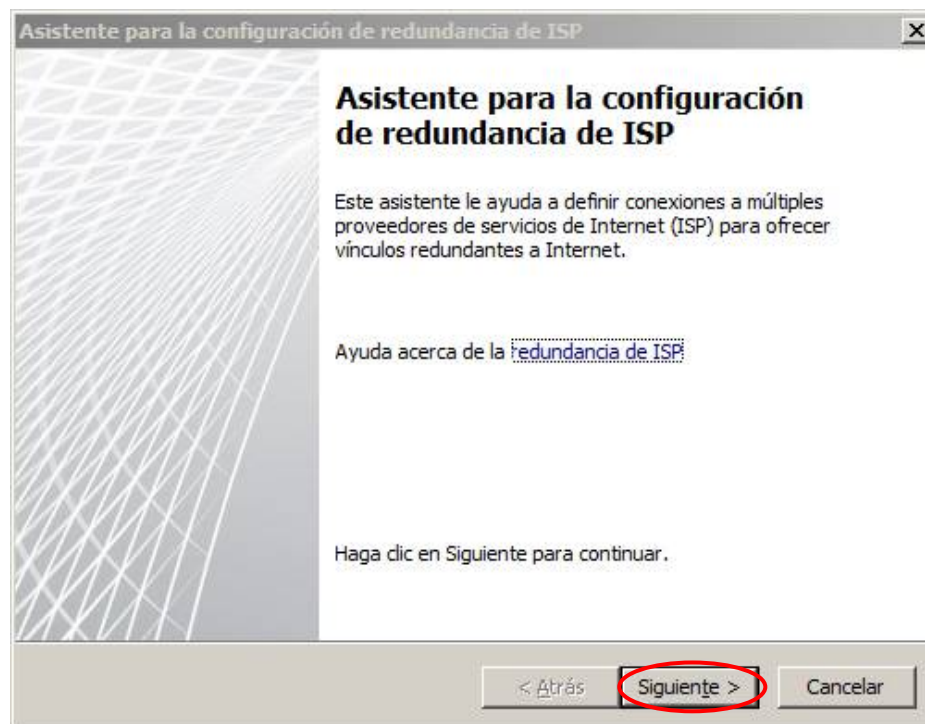 Asistente para la configuración de redundancia de ISP
Asistente para la configuración
de redundancia de ISP
Este asistente le ayuda a definir conexiones a múltiples
proveedores de servicios de Internet (ISP) para ofrecer
vínculos redundantes a Internet.
Ayuda acerca de la redundancia de ISP
Haga clic en Siguiente para continuar.
< Atrás Siguiente > Cancelar